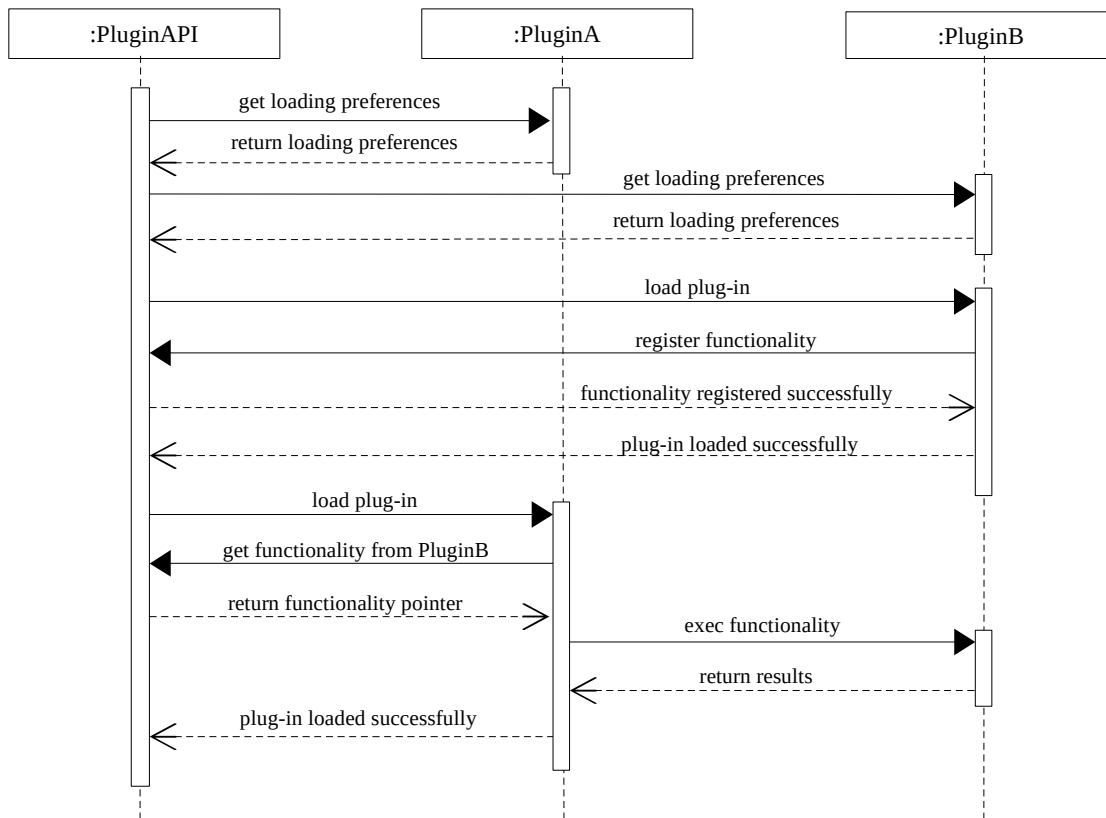 :PluginAPI
:PluginA
:PluginB
get loading preferences
return loading preferences
get loading preferences
return loading preferences
load plug-in
register functionality
functionality registered successfully
plug-in loaded successfully
load plug-in
get functionality from PluginB
return functionality pointer
exec functionality
return results
plug-in loaded successfully